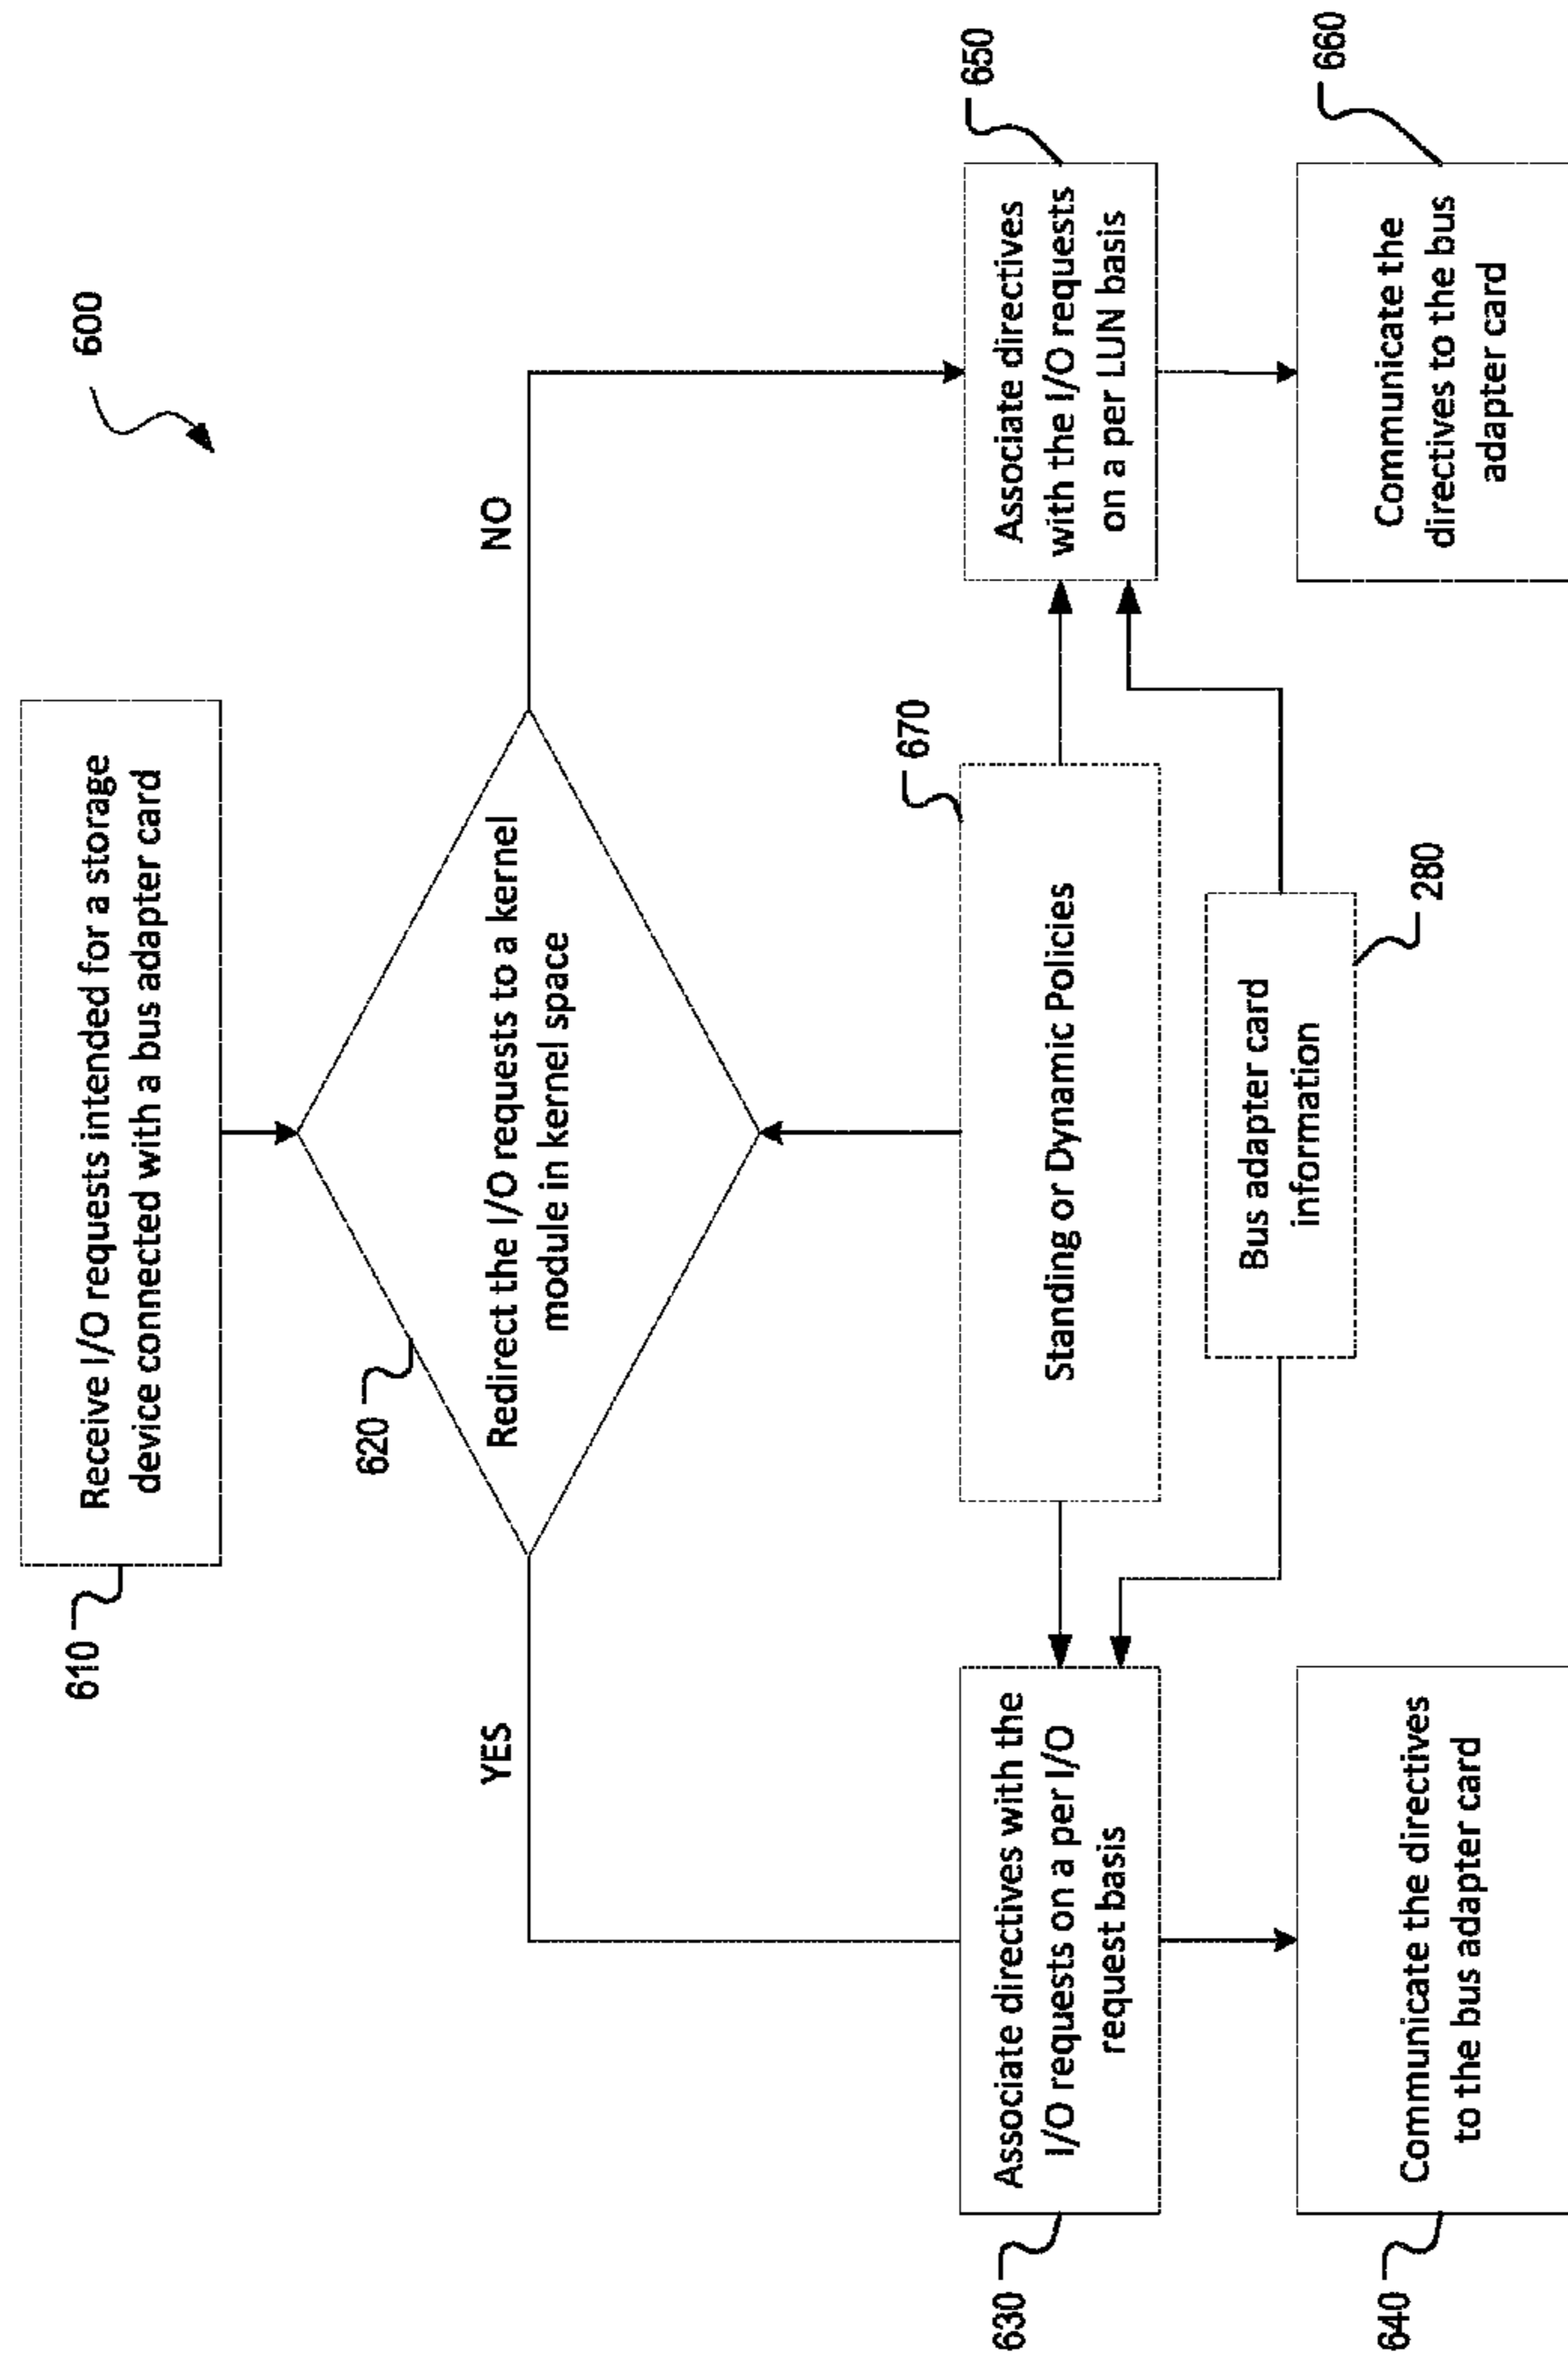 600
610
Receive I/O requests intended for a storage
device connected with a bus adapter card
620
Redirect the I/O requests to a kernel
module in kernel space
YES
NO
630
Associate directives with the
I/O requests on a per I/O
request basis
670
Standing or Dynamic Policies
650
Associate directives
with the I/O requests
on a per LUN basis
Bus adapter card
information
280
640
Communicate the directives
to the bus adapter card
660
Communicate the
directives to the bus
adapter card